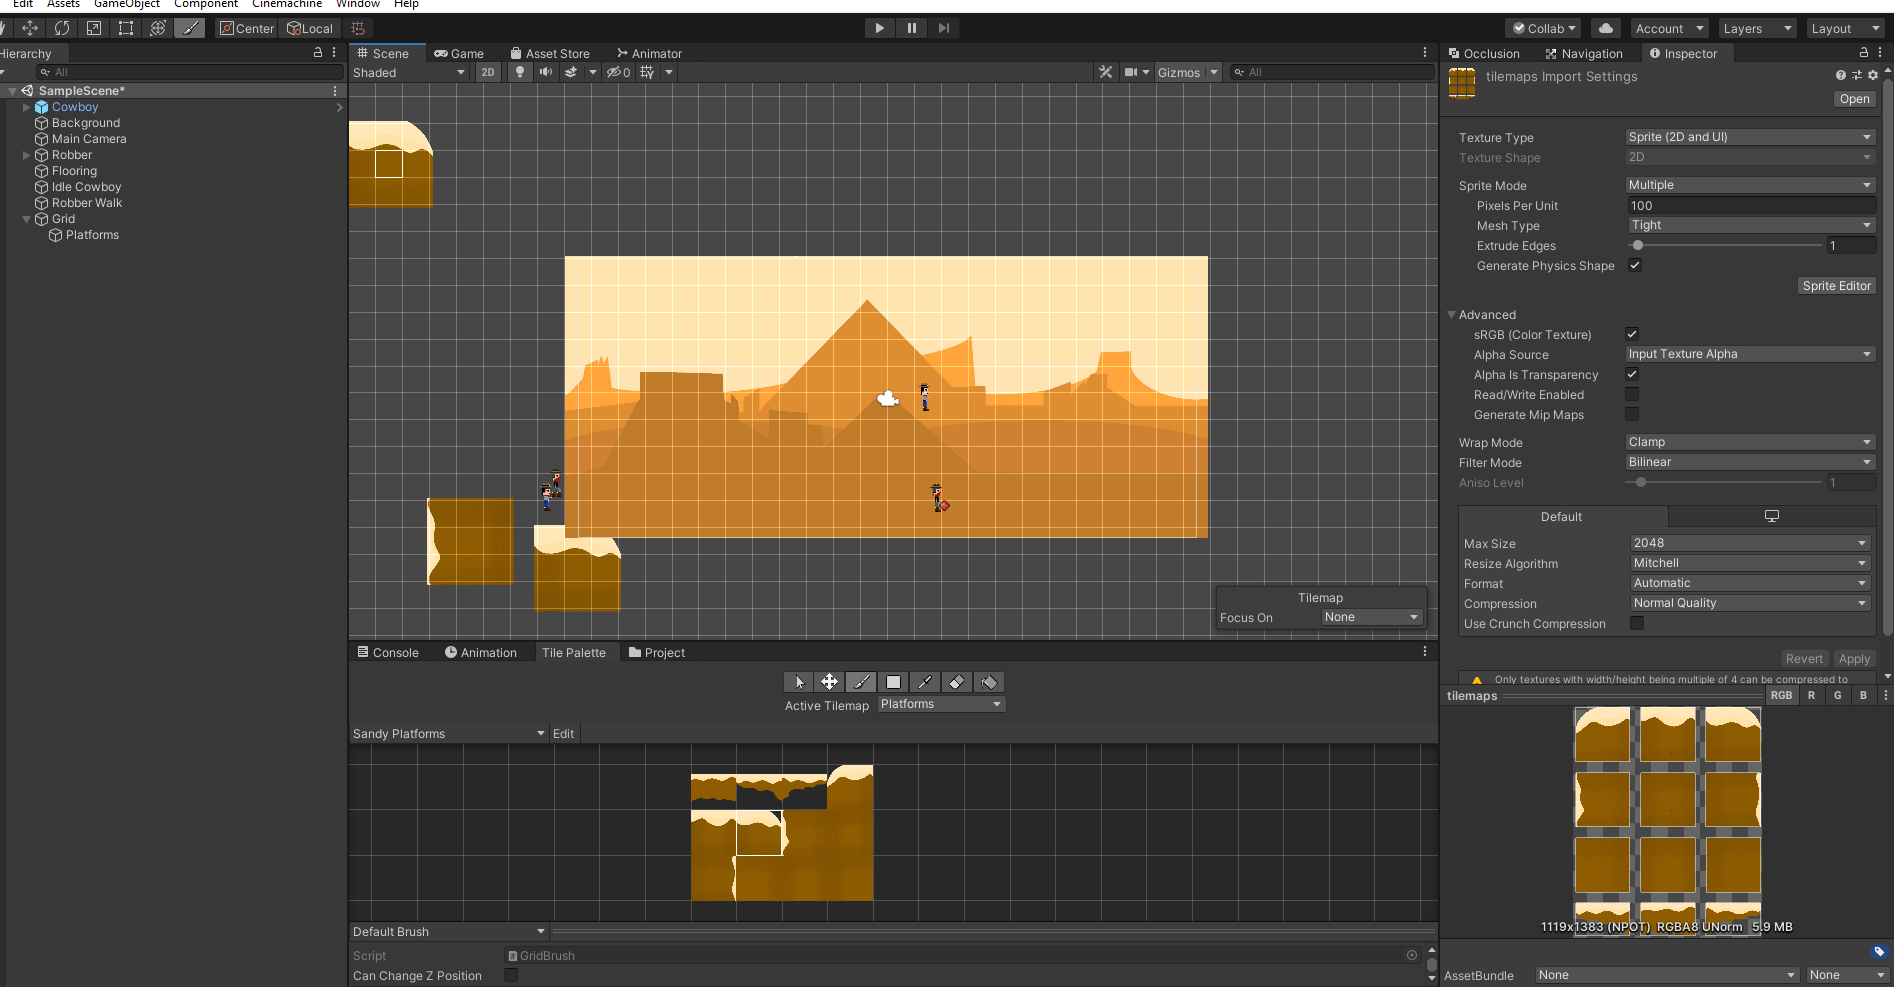 Edit Assets GameObject Component Cinemachine Window Help
Center Local Collab Account Layers Layout
Hierarchy
All
SampleScene*
Cowboy
Background
Main Camera
Robber
Flooring
Idle Cowboy
Robber Walk
Grid
Platforms
Scene Game Asset Store Animator
Shaded 2D 0 Gizmos All
Tilemap
Focus On None
Console Animation Tile Palette Project
Active Tilemap Platforms
Sandy Platforms Edit
Default Brush
Script GridBrush
Can Change Z Position
Occlusion Navigation Inspector
tilemaps Import Settings
Open
Texture Type Sprite (2D and UI)
Texture Shape 2D
Sprite Mode Multiple
Pixels Per Unit 100
Mesh Type Tight
Extrude Edges 1
Generate Physics Shape
Sprite Editor
Advanced
sRGB (Color Texture)
Alpha Source Input Texture Alpha
Alpha Is Transparency
Read/Write Enabled
Generate Mip Maps
Wrap Mode Clamp
Filter Mode Bilinear
Aniso Level 1
Default
Max Size 2048
Resize Algorithm Mitchell
Format Automatic
Compression Normal Quality
Use Crunch Compression
Revert Apply
Only textures with width/height being multiple of 4 can be compressed to
tilemaps RGB R G B
1119x1383 (NPOT) RGBA8 UNorm 5.9 MB
AssetBundle None None